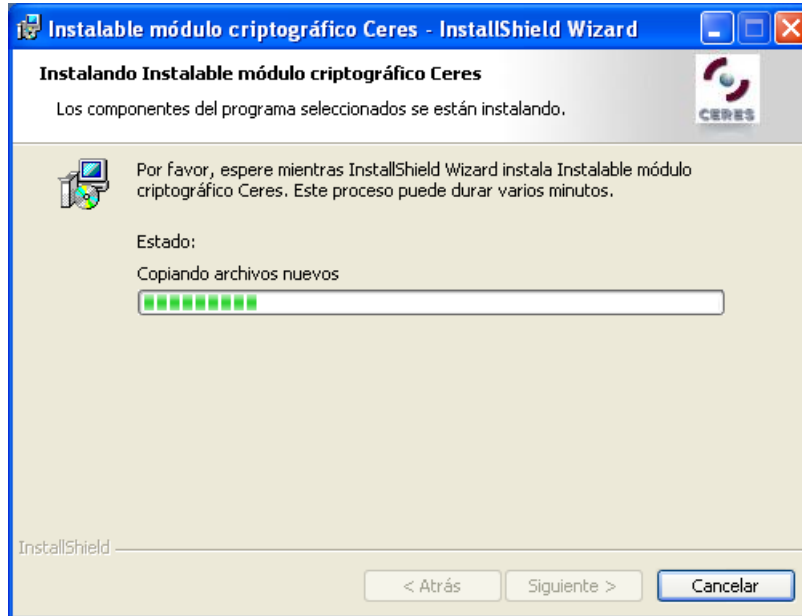 Instalable módulo criptográfico Ceres - InstallShield Wizard
Instalando Instalable módulo criptográfico Ceres
Los componentes del programa seleccionados se están instalando.
CERES
Por favor, espere mientras InstallShield Wizard instala Instalable módulo
criptográfico Ceres. Este proceso puede durar varios minutos.
Estado:
Copiando archivos nuevos
InstallShield
< Atrás
Siguiente >
Cancelar